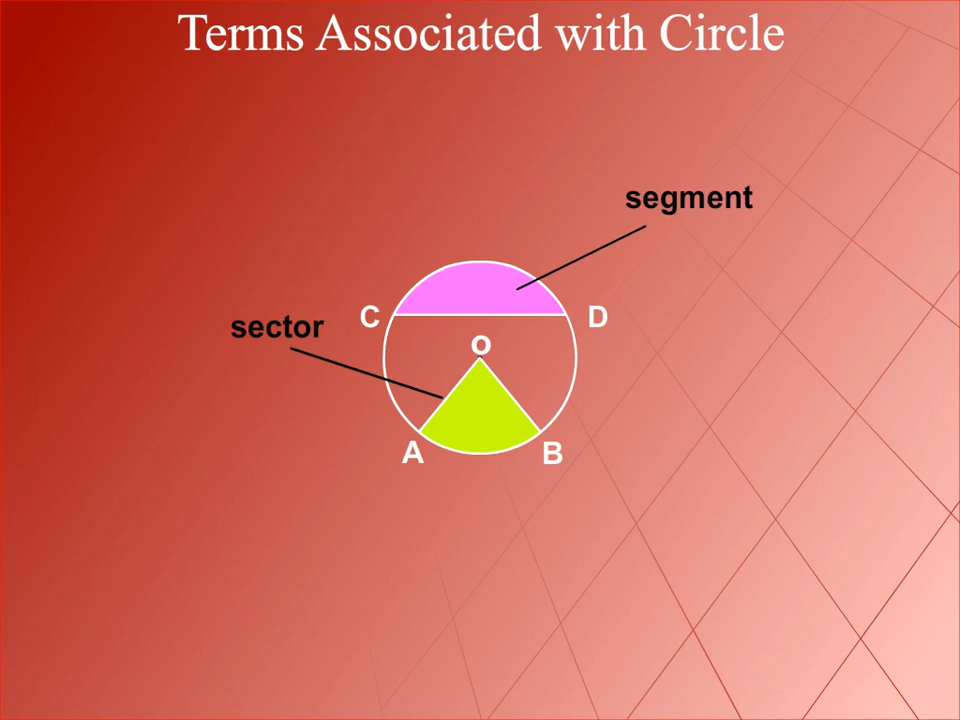 Terms Associated with Circle
segment
C
D
sector
o
A
B